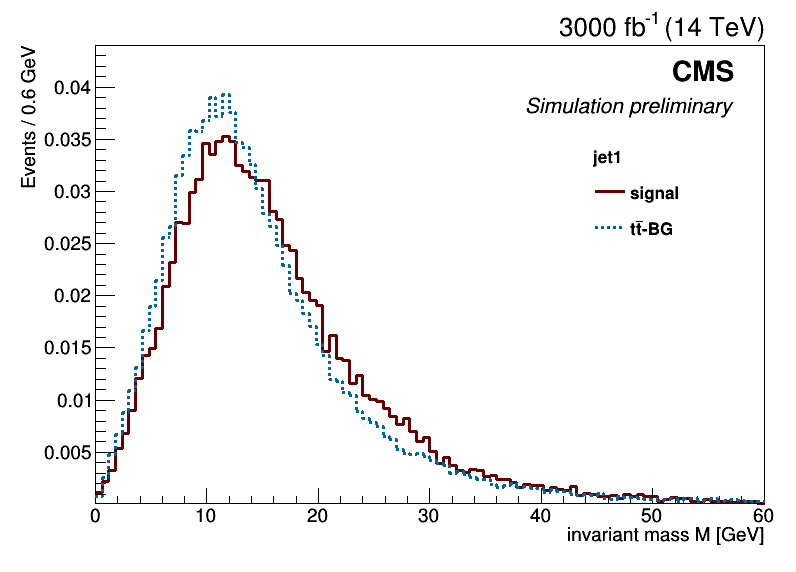 3000 fb⁻¹ (14 TeV)
CMS
Simulation preliminary
jet1
signal
tt̄-BG
Events / 0.6 GeV
0.04
0.035
0.03
0.025
0.02
0.015
0.01
0.005
0 10 20 30 40 50 60
invariant mass M [GeV]